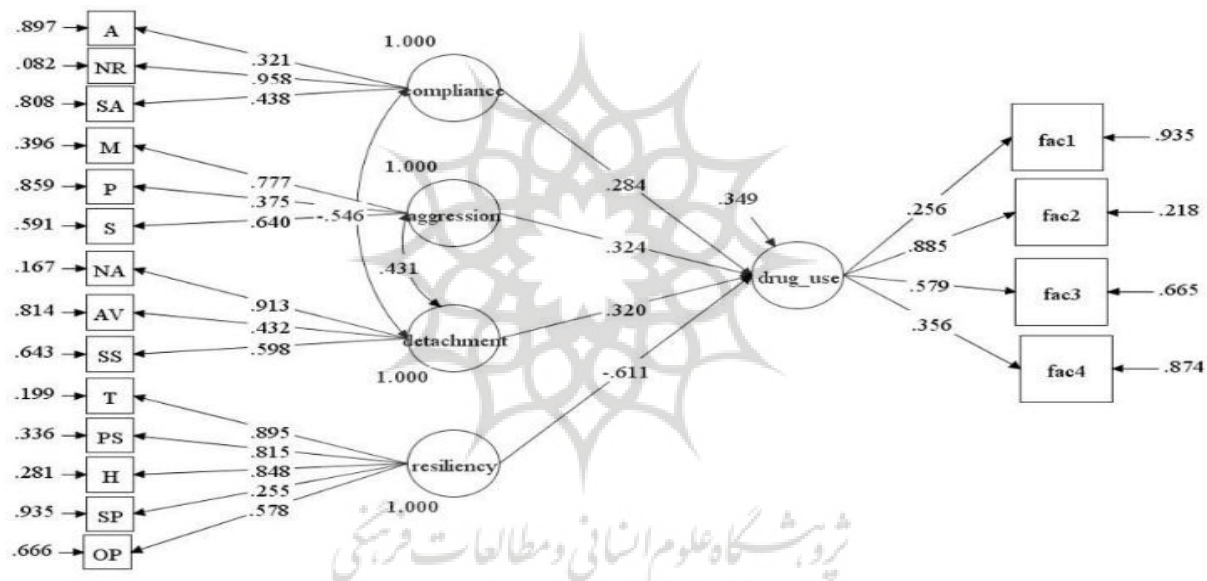 .897 A
.321
1.000
compliance
.082 NR
.958
.808 SA
.438
.396 M
.777
1.000
aggression
.859 P
.375
.591 S
.640
-.546
.431
.167 NA
.913
.814 AV
.432
detachment
.643 SS
.598
1.000
.199 T
.895
.336 PS
.815
resiliency
.281 H
.848
.935 SP
.255
1.000
.666 OP
.578
.284
.324
.320
-.611
.349
drug_use
.256
fac1 .935
.885
fac2 .218
.579
fac3 .665
.356
fac4 .874
پژوهشگاه علوم انسانی و مطالعات فرهنگی